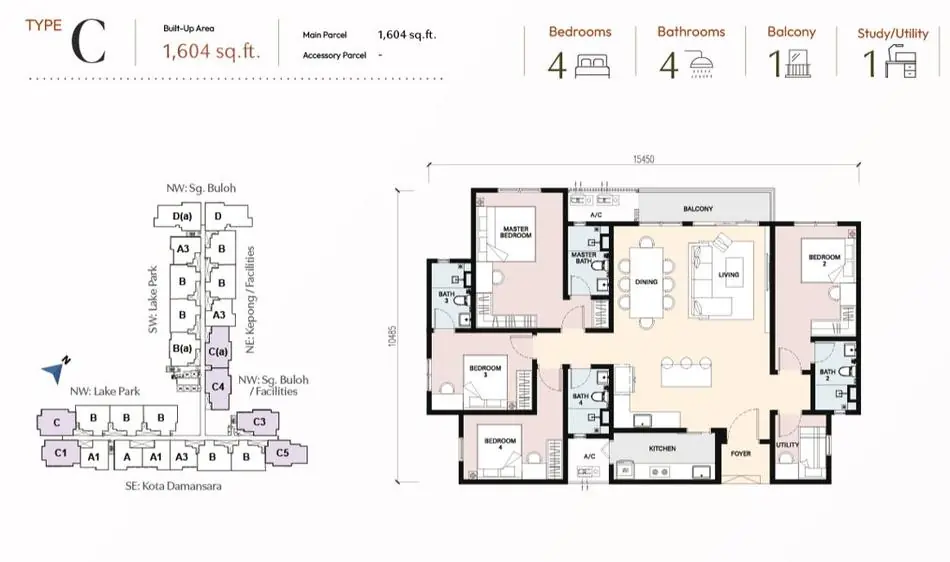 TYPE C
Built-Up Area
1,604 sq.ft.
Main Parcel 1,604 sq.ft.
Accessory Parcel -
Bedrooms
4
Bathrooms
4
Balcony
1
Study/Utility
1
NW: Sg. Buloh
D(a) D
A3 B
B B
B A3
B(a) C(a)
C4
SW: Lake Park
NE: Kepong / Facilities
N
NW: Lake Park
NW: Sg. Buloh
/ Facilities
C B B B C3
C1 A1 A A1 A3 B B C5
SE: Kota Damansara
15450
10485
A/C
BALCONY
MASTER
BEDROOM
MASTER
BATH
DINING
LIVING
BEDROOM
2
BATH
3
BEDROOM
3
BATH
4
BATH
2
BEDROOM
4
A/C
KITCHEN
FOYER
UTILITY